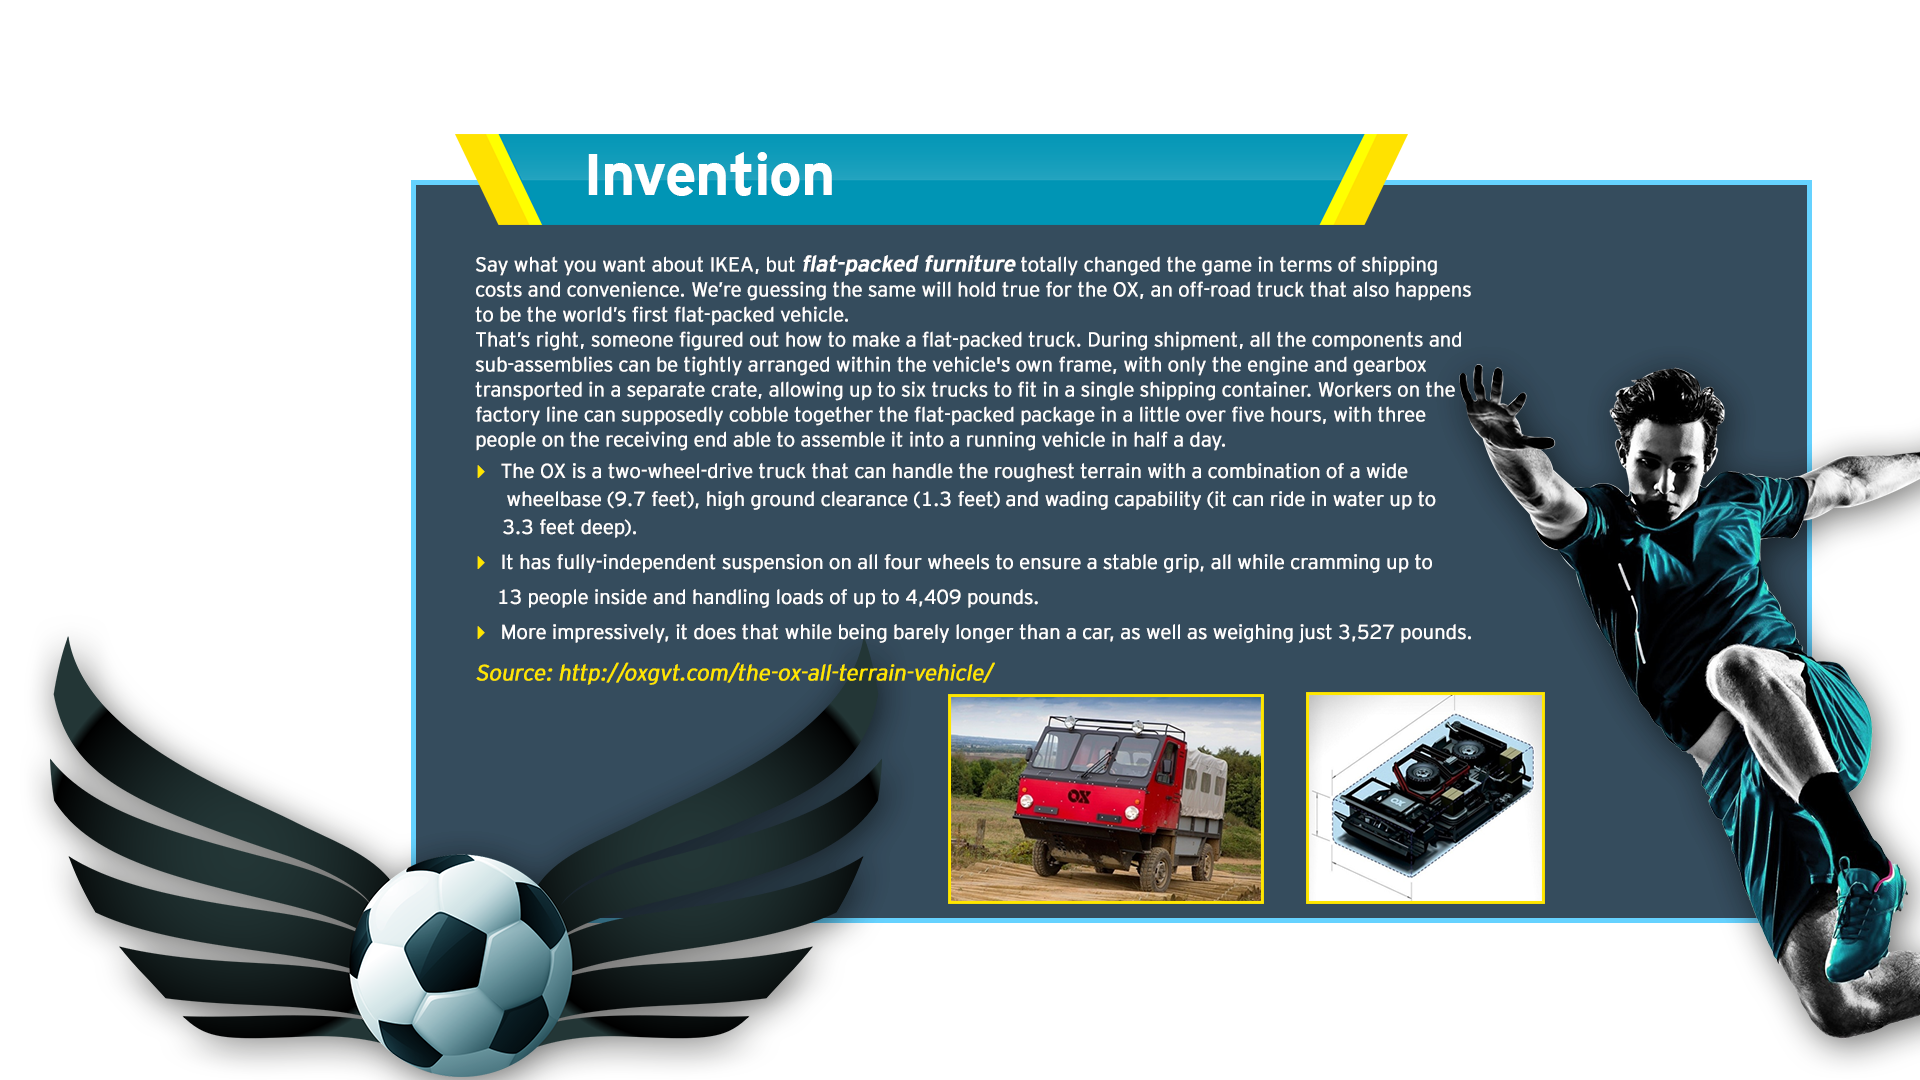 Invention
Say what you want about IKEA, but flat-packed furniture totally changed the game in terms of shipping
costs and convenience. We're guessing the same will hold true for the OX, an off-road truck that also happens
to be the world's first flat-packed vehicle.
That's right, someone figured out how to make a flat-packed truck. During shipment, all the components and
sub-assemblies can be tightly arranged within the vehicle's own frame, with only the engine and gearbox
transported in a separate crate, allowing up to six trucks to fit in a single shipping container. Workers on the
factory line can supposedly cobble together the flat-packed package in a little over five hours, with three
people on the receiving end able to assemble it into a running vehicle in half a day.
The OX is a two-wheel-drive truck that can handle the roughest terrain with a combination of a wide
wheelbase (9.7 feet), high ground clearance (1.3 feet) and wading capability (it can ride in water up to
3.3 feet deep).
It has fully-independent suspension on all four wheels to ensure a stable grip, all while cramming up to
13 people inside and handling loads of up to 4,409 pounds.
More impressively, it does that while being barely longer than a car, as well as weighing just 3,527 pounds.
Source: http://oxgvt.com/the-ox-all-terrain-vehicle/
OX
OX